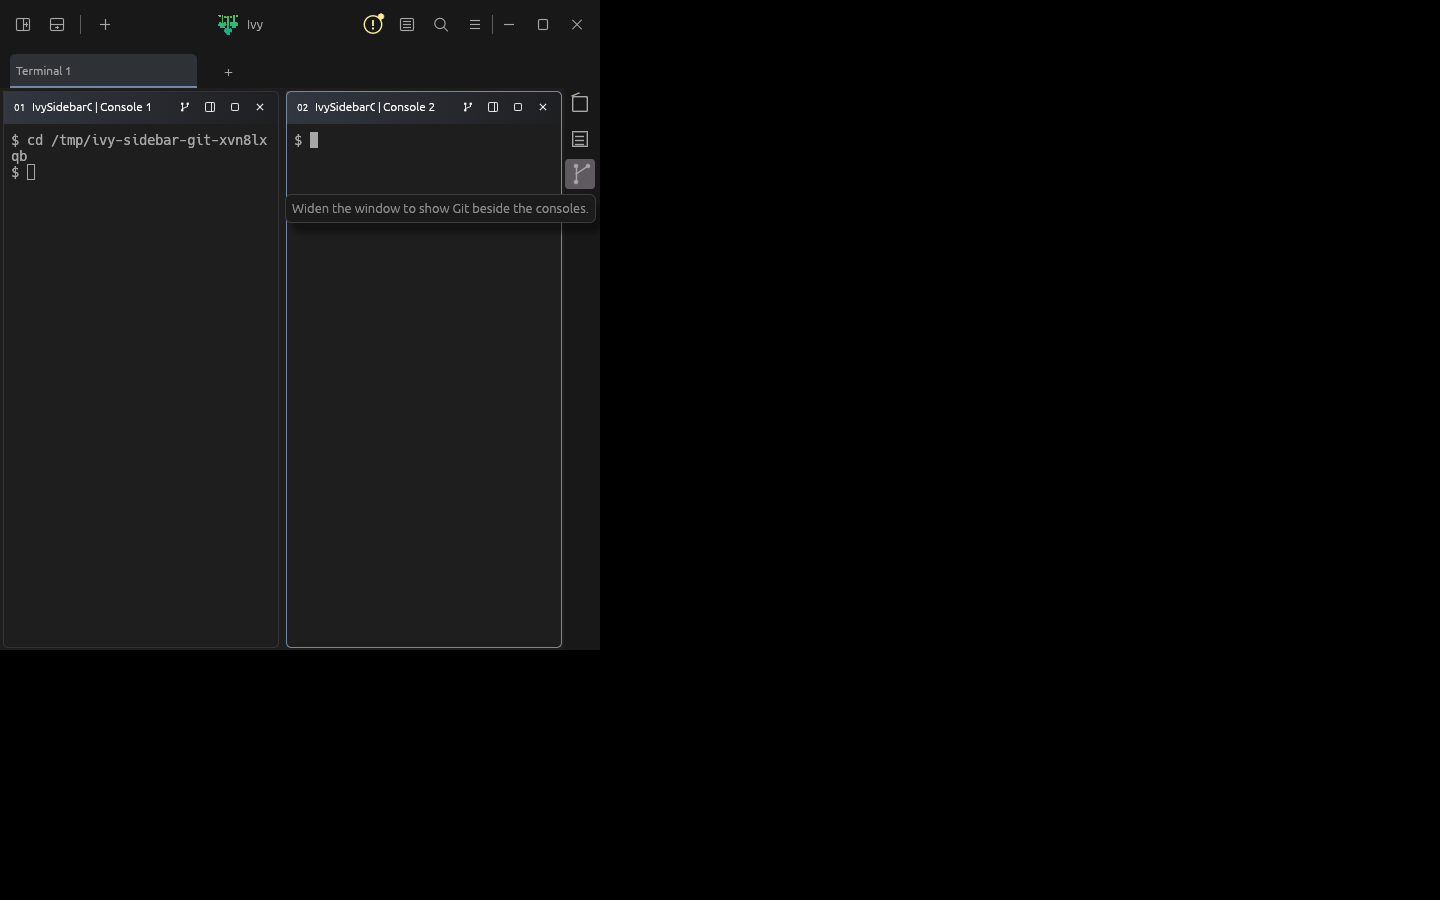 Ivy
Terminal 1
01 IvySidebarC | Console 1
02 IvySidebarC | Console 2
$ cd /tmp/ivy-sidebar-git-xvn8lx
qb
$
$
Widen the window to show Git beside the consoles.